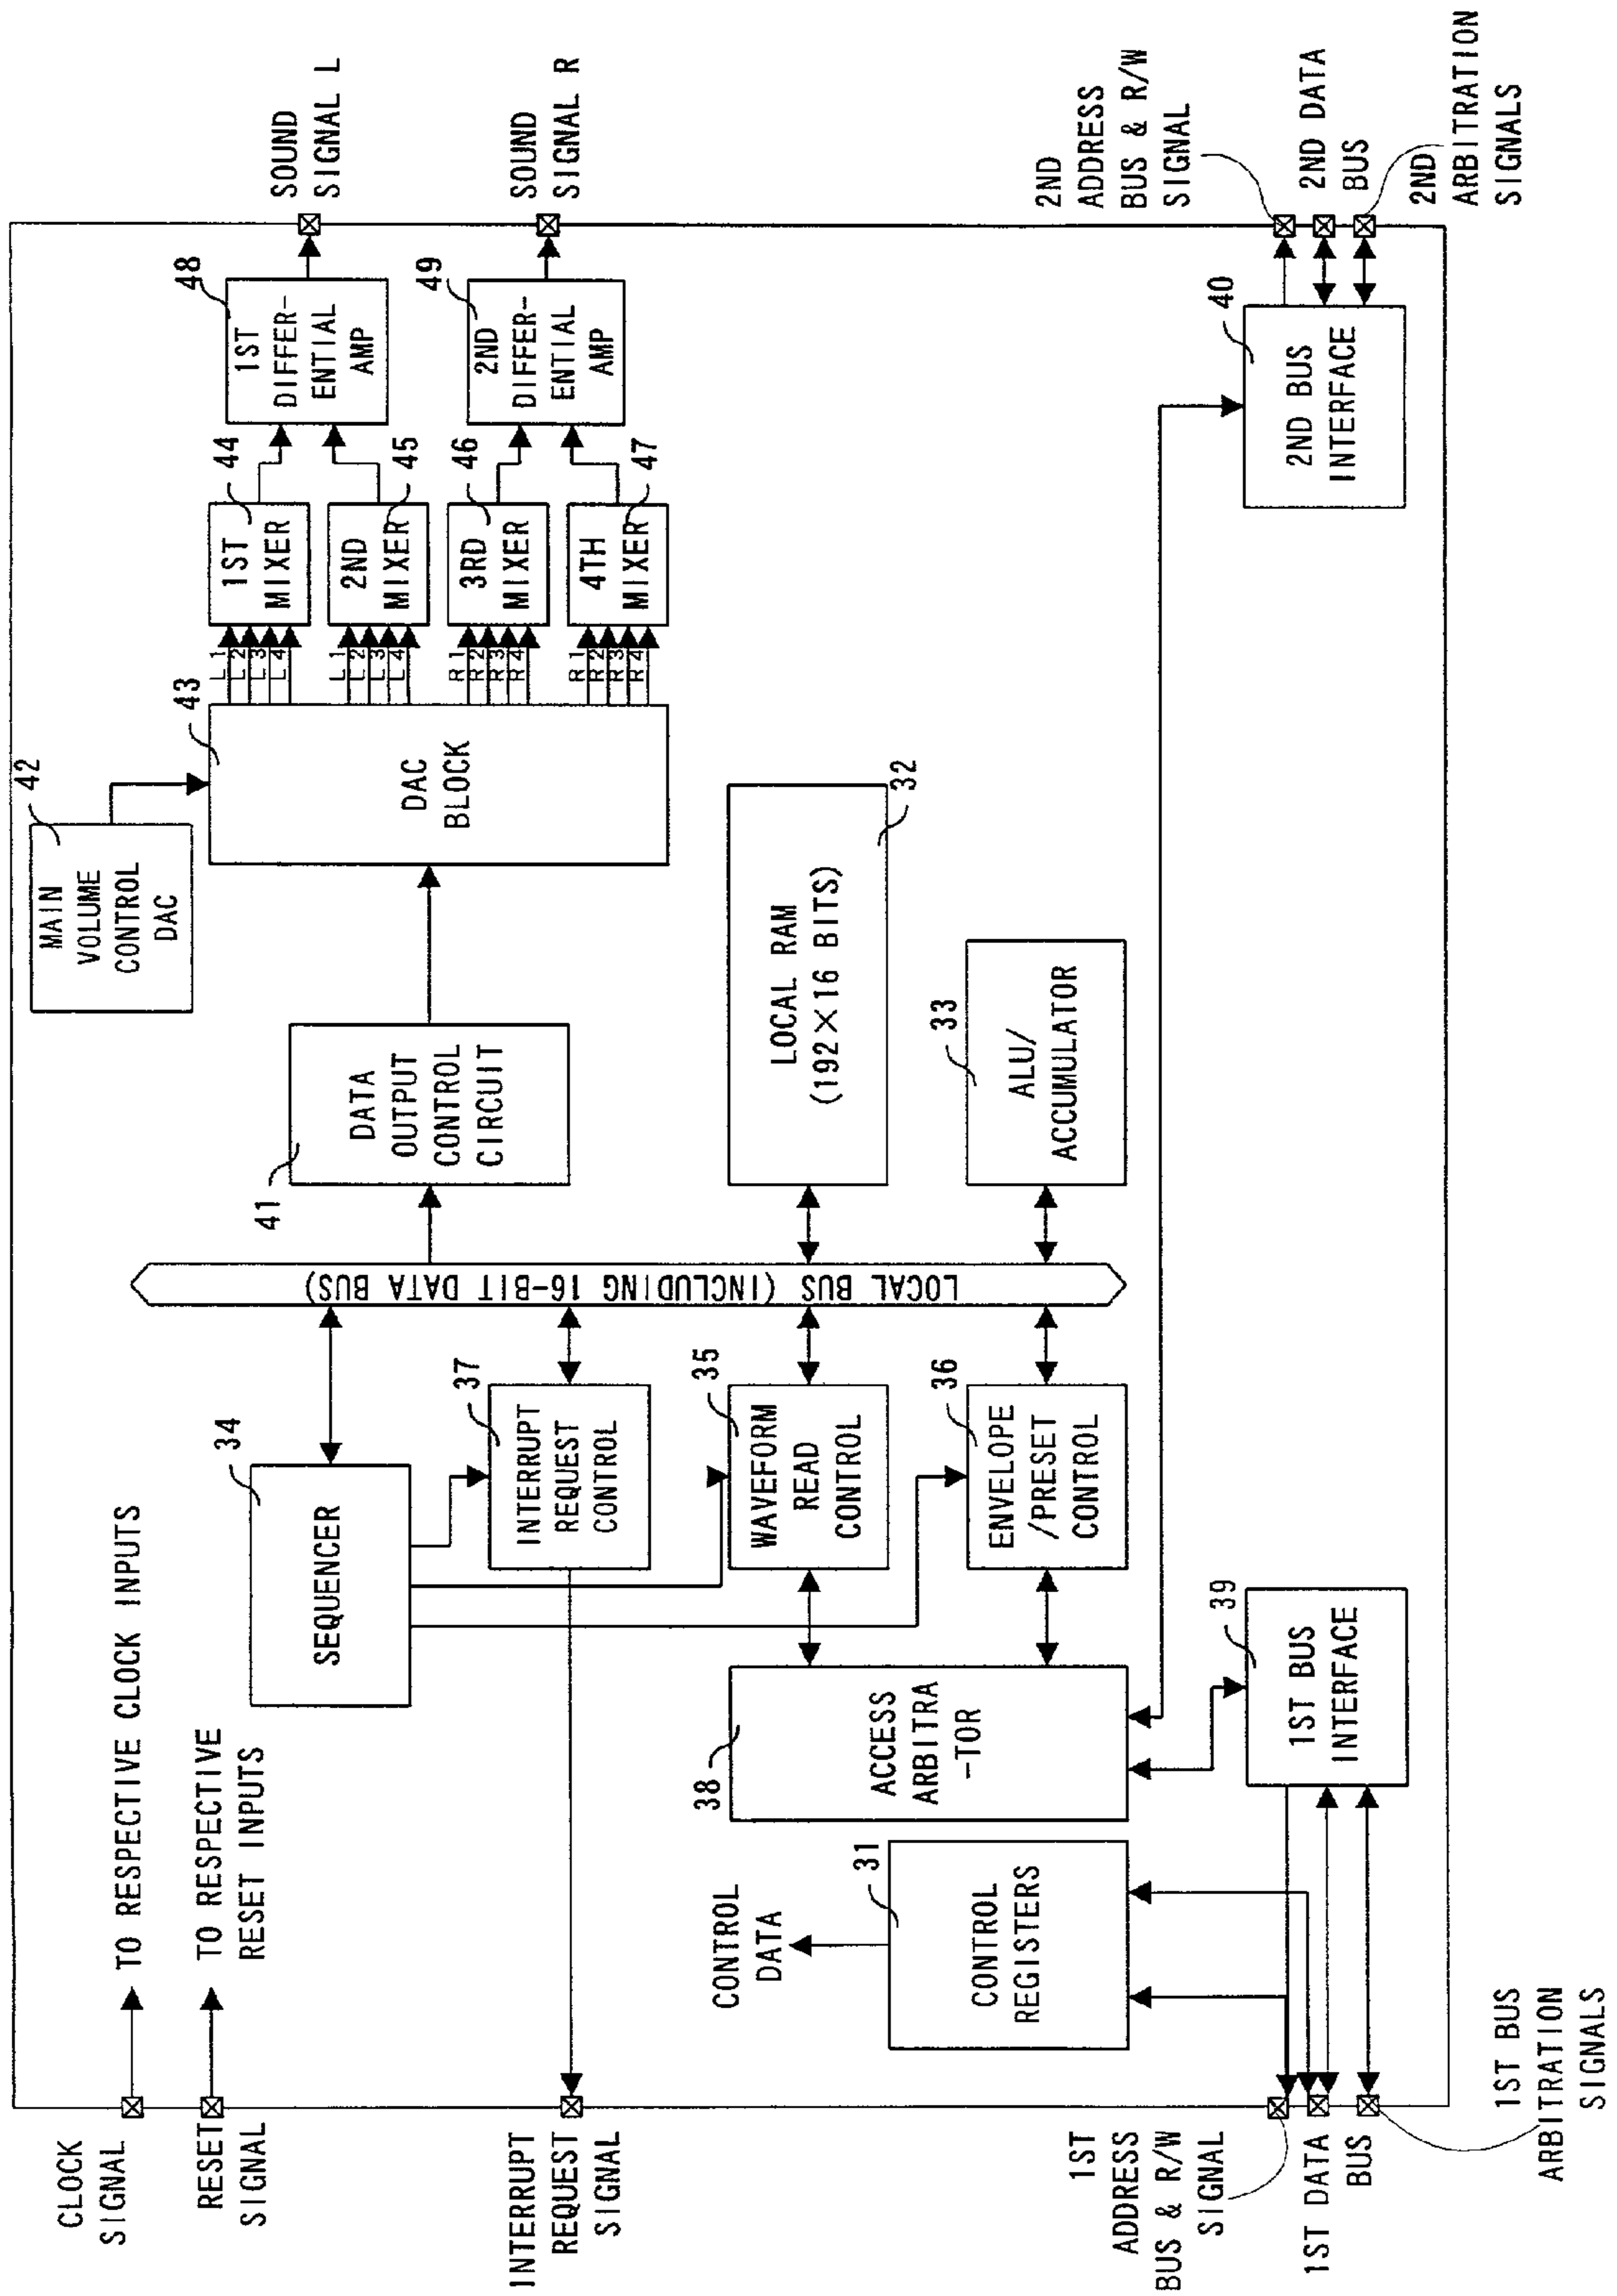 CLOCK
SIGNAL
TO RESPECTIVE CLOCK INPUTS
RESET
SIGNAL
TO RESPECTIVE
RESET INPUTS
INTERRUPT
REQUEST
SIGNAL
34
SEQUENCER
37
INTERRUPT
REQUEST
CONTROL
35
WAVEFORM
READ
CONTROL
36
ENVELOPE
/PRESET
CONTROL
38
ACCESS
ARBITRA
-TOR
CONTROL
DATA
31
CONTROL
REGISTERS
39
1ST BUS
INTERFACE
1ST
ADDRESS
BUS & R/W
SIGNAL
1ST DATA
BUS
1ST BUS
ARBITRATION
SIGNALS
LOCAL BUS (INCLUDING 16-BIT DATA BUS)
41
DATA
OUTPUT
CONTROL
CIRCUIT
LOCAL RAM
(192×16 BITS)
32
33
ALU/
ACCUMULATOR
42
MAIN
VOLUME
CONTROL
DAC
43
DAC
BLOCK
L1
L2
L3
L4
L1
L2
L3
L4
R1
R2
R3
R4
R1
R2
R3
R4
44
1ST
MIXER
45
2ND
MIXER
46
3RD
MIXER
47
4TH
MIXER
48
1ST
DIFFER-
ENTIAL
AMP
49
2ND
DIFFER-
ENTIAL
AMP
SOUND
SIGNAL L
SOUND
SIGNAL R
40
2ND BUS
INTERFACE
2ND
ADDRESS
BUS & R/W
SIGNAL
2ND DATA
BUS
2ND
ARBITRATION
SIGNALS